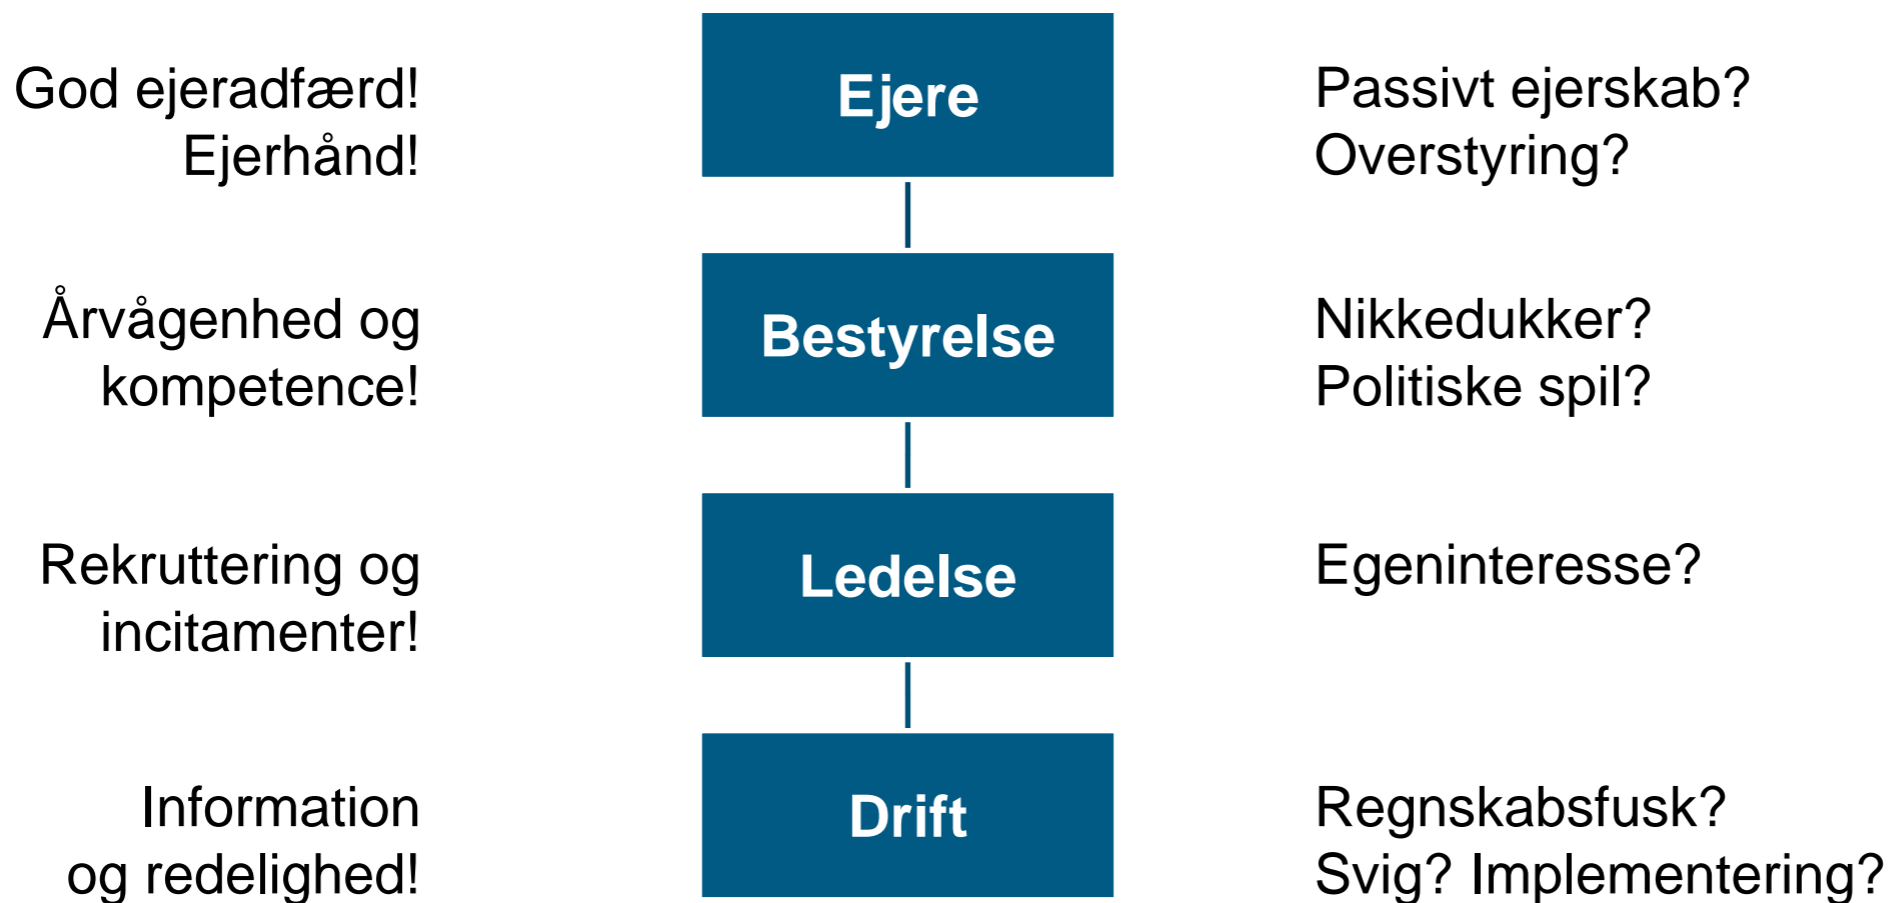 God ejeradfærd!
Ejerhånd!
Ejere
Passivt ejerskab?
Overstyring?
Årvågenhed og
kompetence!
Bestyrelse
Nikkedukker?
Politiske spil?
Rekruttering og
incitamenter!
Ledelse
Egeninteresse?
Information
og redelighed!
Drift
Regnskabsfusk?
Svig? Implementering?